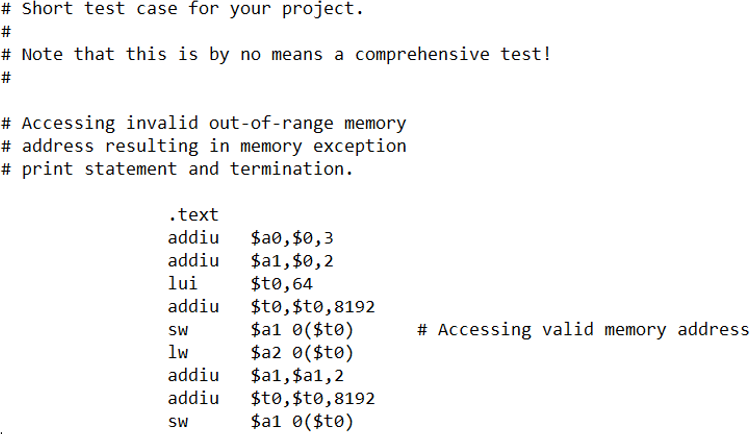 # Short test case for your project.
#
# Note that this is by no means a comprehensive test!
#
# Accessing invalid out-of-range memory
# address resulting in memory exception
# print statement and termination.
.text
addiu $a0,$0,3
addiu $a1,$0,2
lui $t0,64
addiu $t0,$t0,8192
sw $a1 0($t0) # Accessing valid memory address
lw $a2 0($t0)
addiu $a1,$a1,2
addiu $t0,$t0,8192
sw $a1 0($t0)